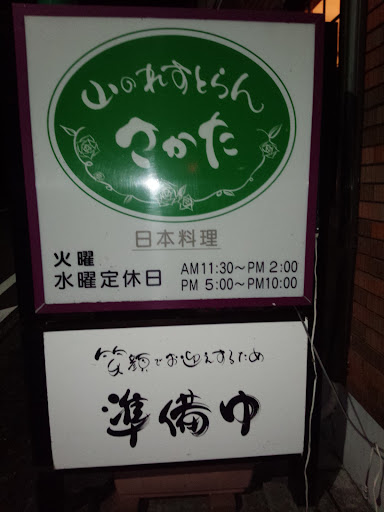 山のれすとらん
さかた
日本料理
火曜
水曜定休日
AM11:30～PM 2:00
PM 5:00～PM10:00
笑顔でお迎えするため
準備中